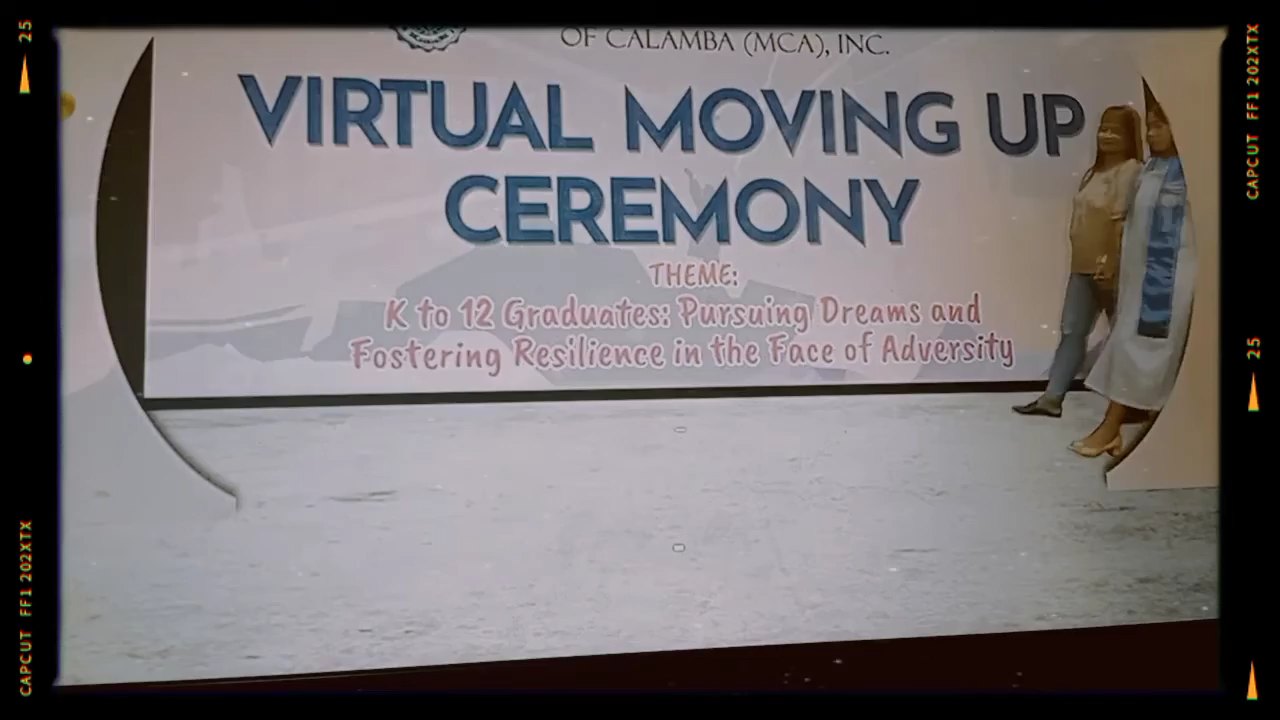 OF CALAMBA (MCA), INC.
VIRTUAL MOVING UP
CEREMONY
THEME:
K to 12 Graduates: Pursuing Dreams and
Fostering Resilience in the Face of Adversity
25
CAPCUT FF1 202XTX
CAPCUT FF1 202XTX
25